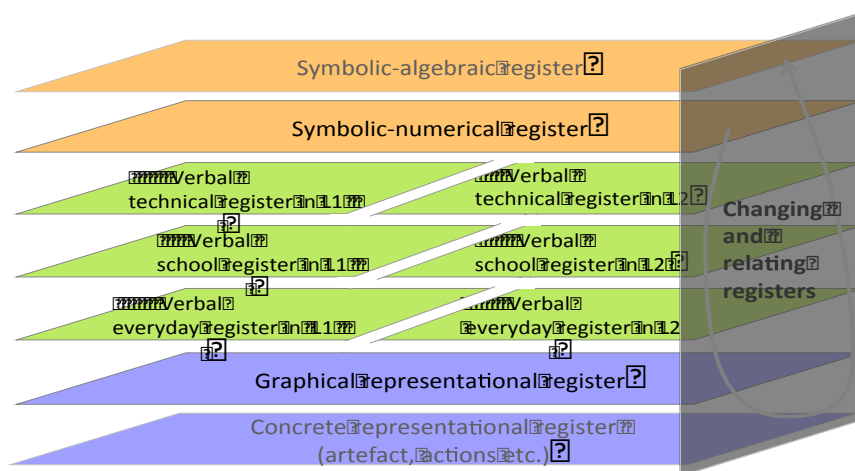 Symbolic-algebraic register
Symbolic-numerical register
Verbal
technical register in L1
Verbal
technical register in L2
Verbal
school register in L1
Verbal
school register in L2
Verbal
everyday register in L1
Verbal
everyday register in L2
Graphical representational register
Concrete representational register
(artefact, actions etc.)
Changing
and
relating
registers